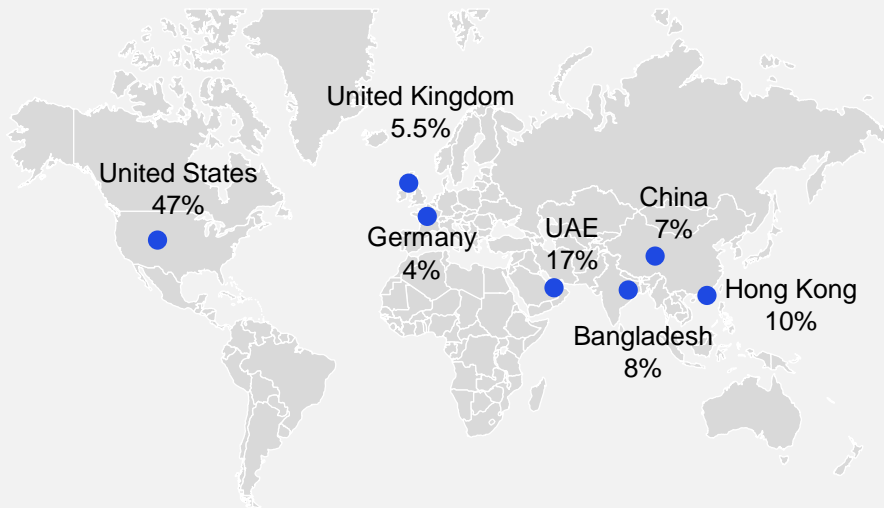 United Kingdom
5.5%
United States
47%
China
7%
UAE
17%
Germany
4%
Hong Kong
10%
Bangladesh
8%